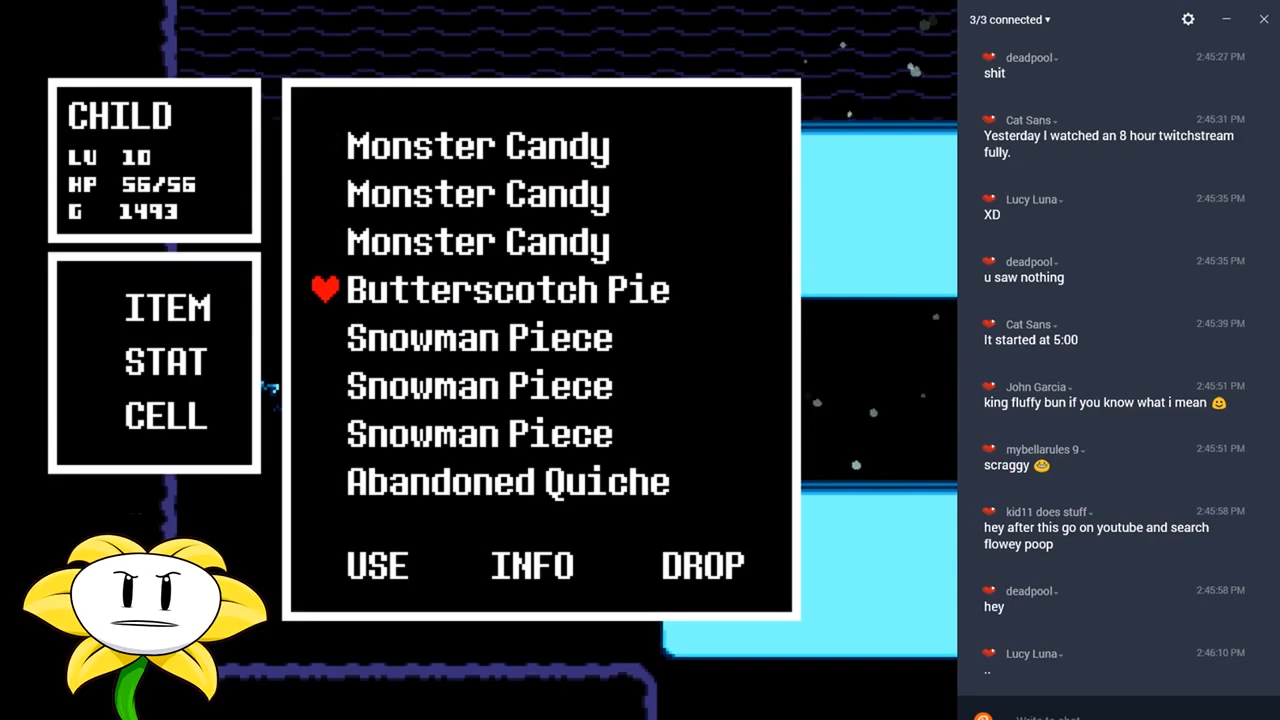 CHILD
LV 10
HP 56/56
G 1493
ITEM
STAT
CELL
Monster Candy
Monster Candy
Monster Candy
Butterscotch Pie
Snowman Piece
Snowman Piece
Snowman Piece
Abandoned Quiche
USE INFO DROP
3/3 connected
deadpool 2:45:27 PM
shit
Cat Sans 2:45:31 PM
Yesterday I watched an 8 hour twitchstream
fully.
Lucy Luna 2:45:35 PM
XD
deadpool 2:45:35 PM
u saw nothing
Cat Sans 2:45:39 PM
It started at 5:00
John Garcia 2:45:51 PM
king fluffy bun if you know what i mean
mybellarules 9 2:45:51 PM
scraggy
kid11 does stuff 2:45:58 PM
hey after this go on youtube and search
flowey poop
deadpool 2:45:58 PM
hey
Lucy Luna 2:46:10 PM
..